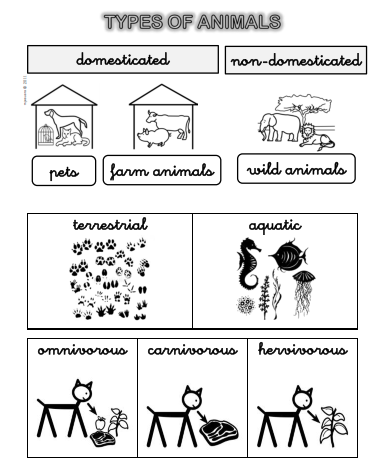 TYPES OF ANIMALS
domesticated
non-domesticated
pets
farm animals
wild animals
terrestrial
aquatic
omnivorous
carnivorous
hervivorous